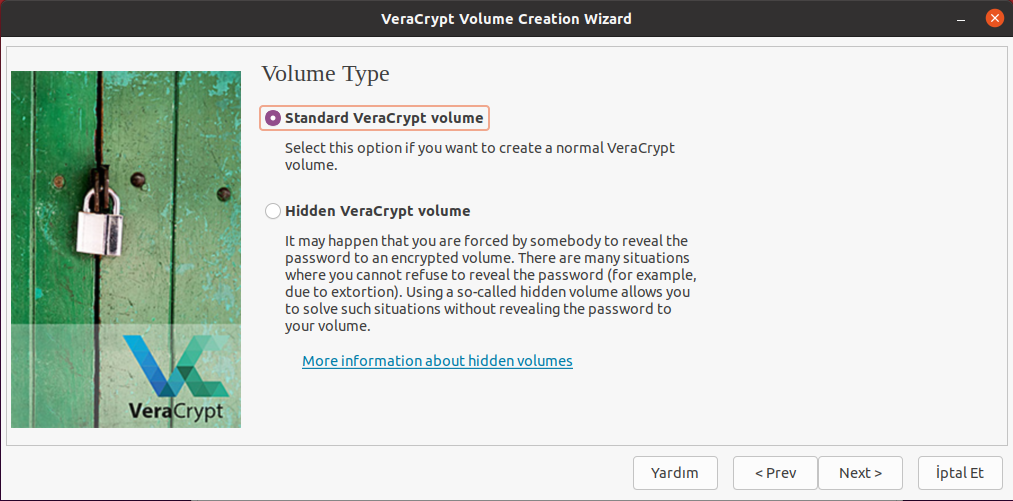 VeraCrypt Volume Creation Wizard
Volume Type
Standard VeraCrypt volume
Select this option if you want to create a normal VeraCrypt
volume.
Hidden VeraCrypt volume
It may happen that you are forced by somebody to reveal the
password to an encrypted volume. There are many situations
where you cannot refuse to reveal the password (for example,
due to extortion). Using a so-called hidden volume allows you
to solve such situations without revealing the password to
your volume.
More information about hidden volumes
VeraCrypt
Yardım
< Prev
Next >
İptal Et